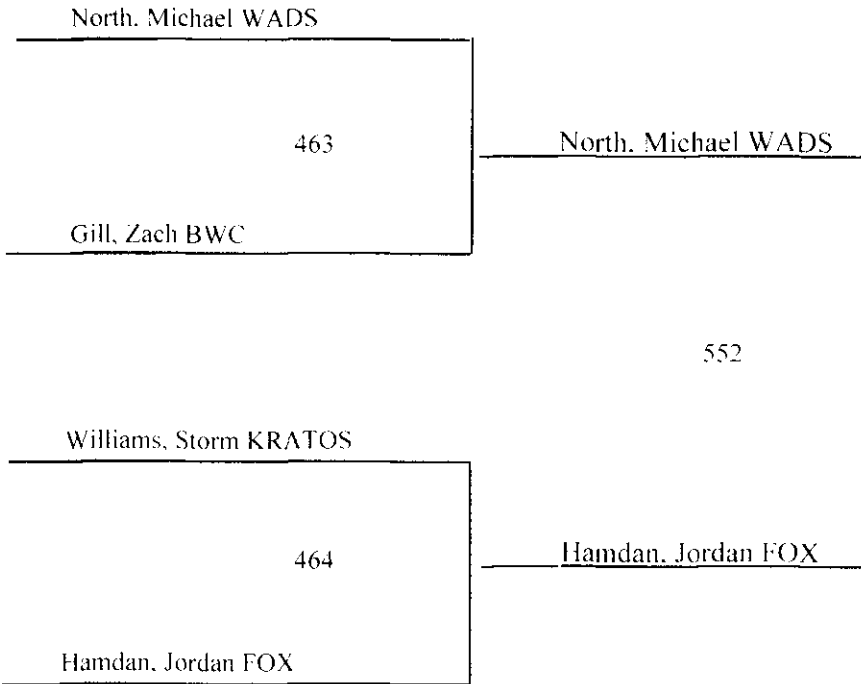 North. Michael WADS
463
North. Michael WADS
Gill, Zach BWC
552
Williams, Storm KRATOS
464
Hamdan, Jordan FOX
Hamdan, Jordan FOX